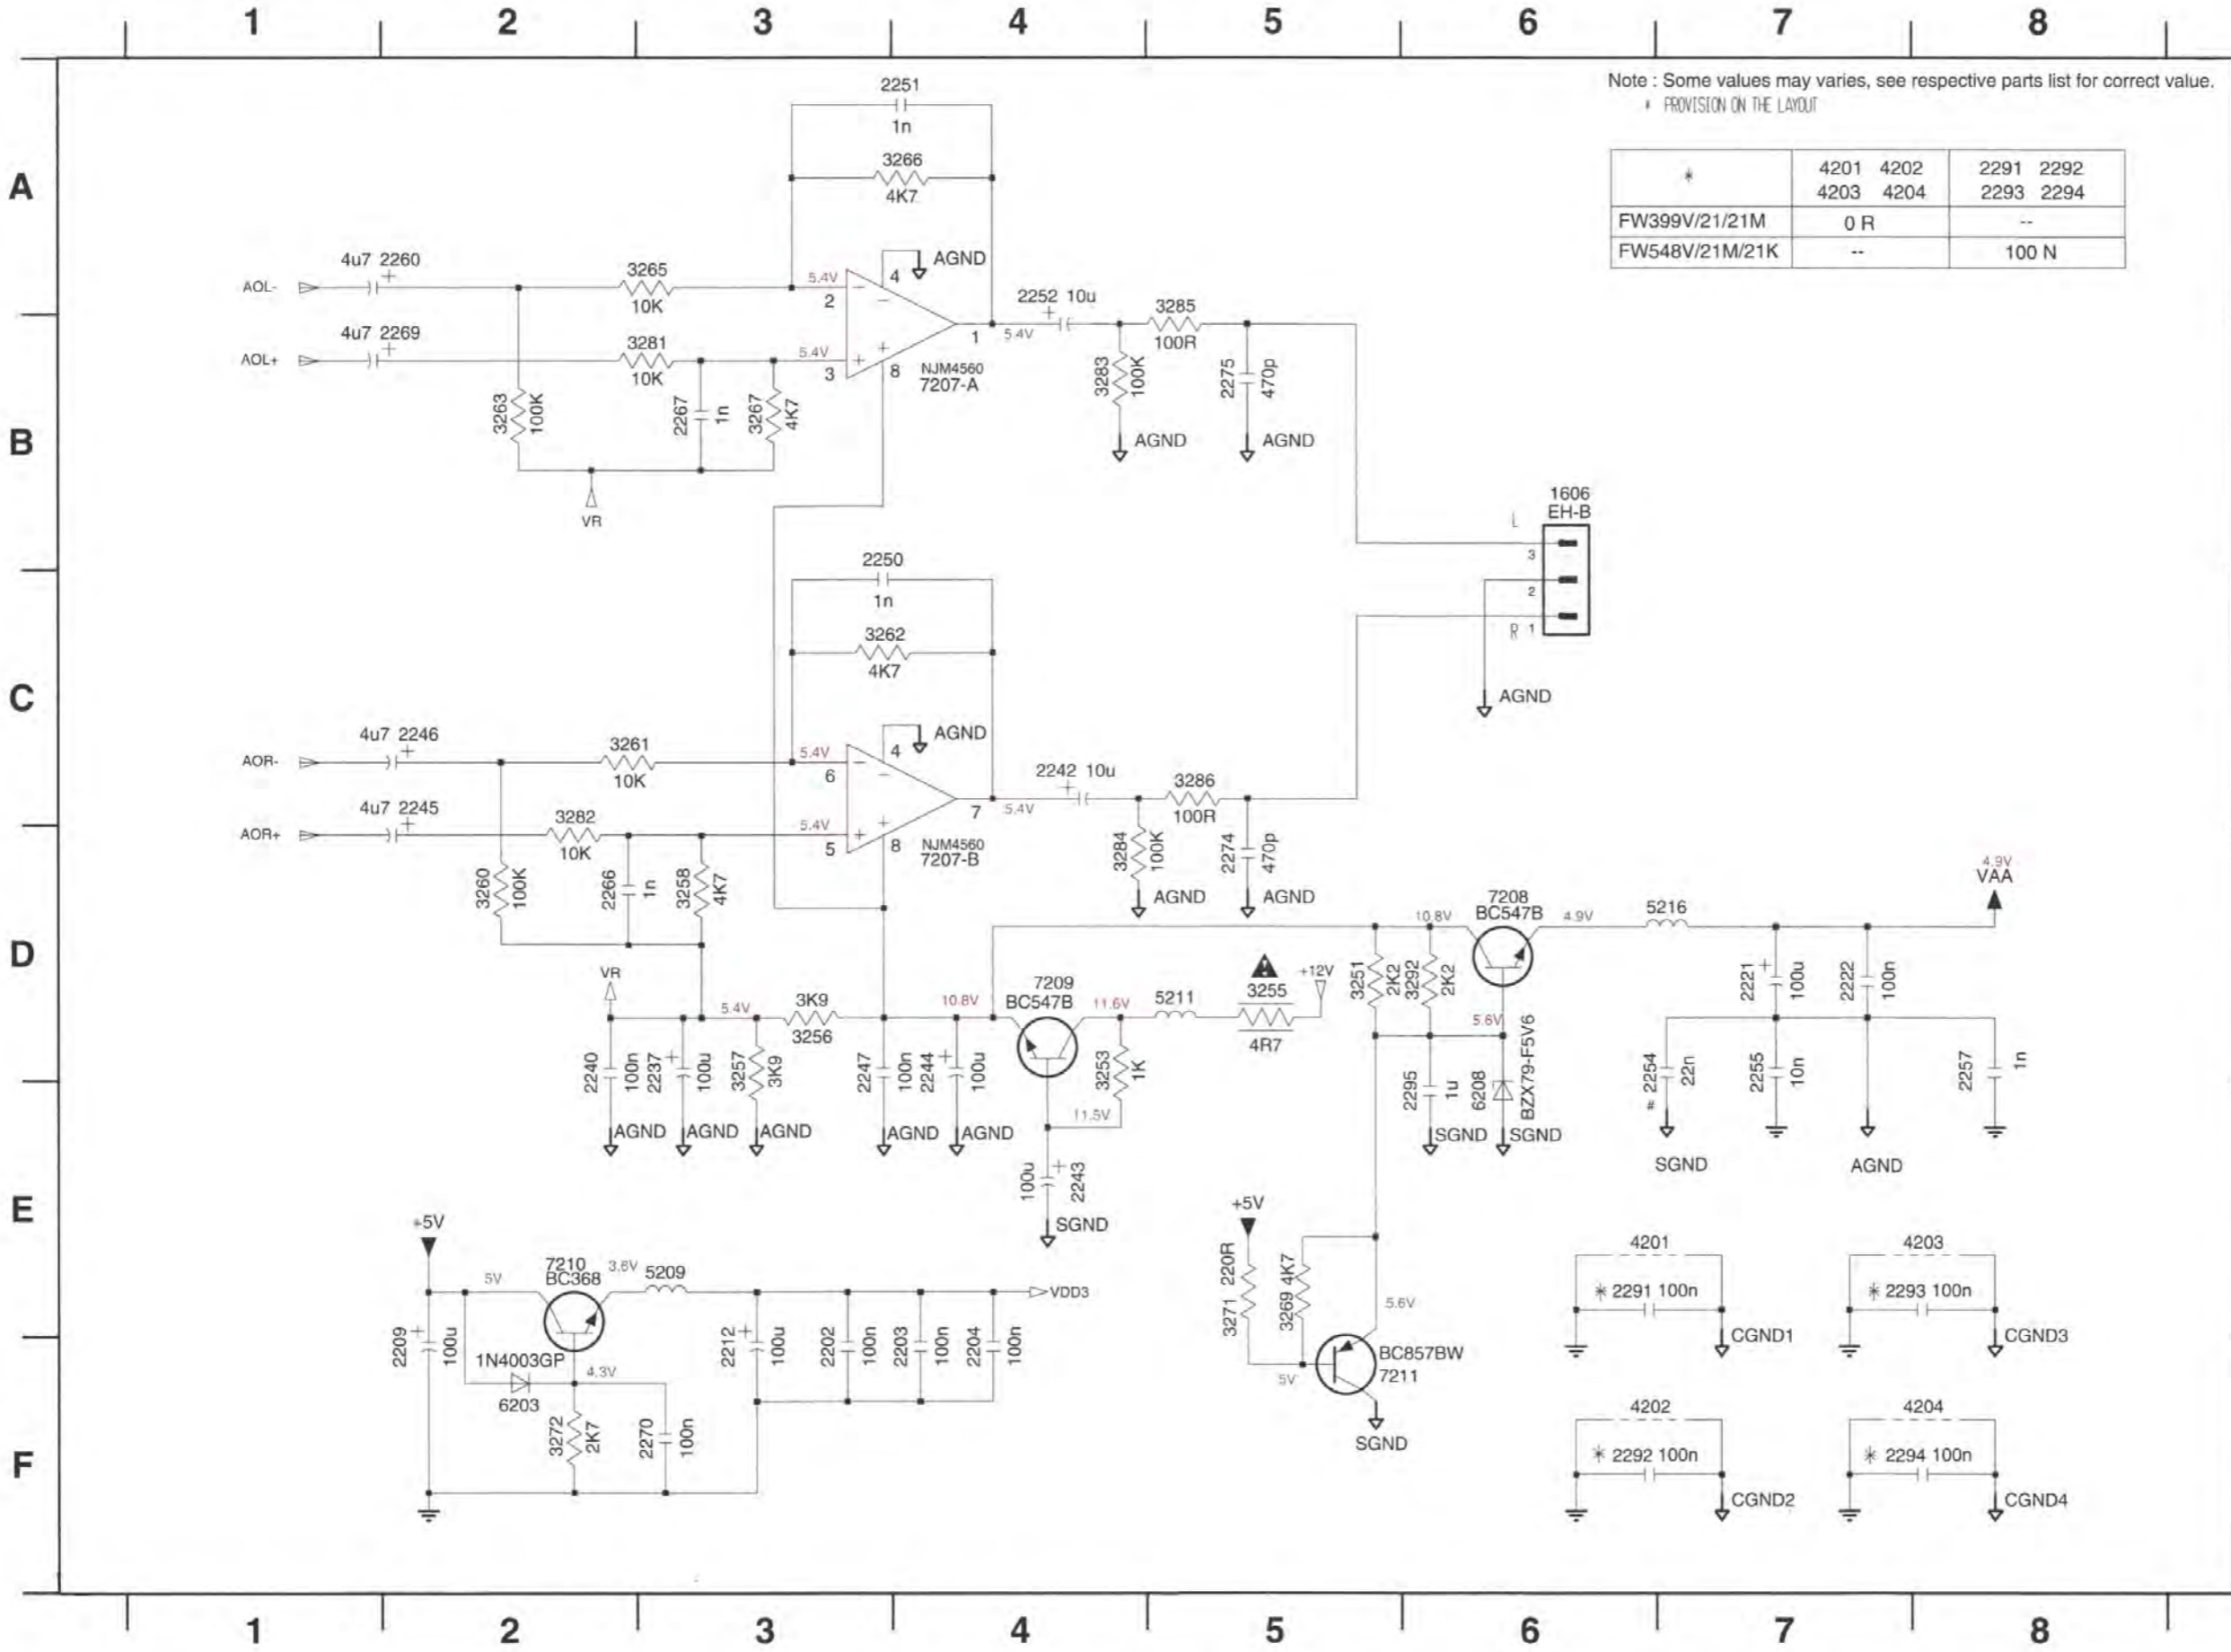 1 2 3 4 5 6 7 8
Note : Some values may varies, see respective parts list for correct value.
PROVISION ON THE LAYOUT
* 4201 4202 2291 2292
4203 4204 2293 2294
FW399V/21/21M 0 R --
FW548V/21M/21K -- 100 N
A
2251
1n
3266
4K7
4u7 2260
+
AOL-
3265
10K
5.4V
2
4
AGND
4u7 2269
+
AOL+
3281
10K
5.4V
3
8
NJM4560
7207-A
1
5.4V
2252 10u
+
3285
100R
3283
100K
AGND
2275
470p
AGND
B
3263
100K
2267
1n
3267
4K7
VR
1606
EH-B
L
3
2
R 1
AGND
2250
1n
3262
4K7
C
4u7 2246
+
AOR-
3261
10K
5.4V
6
4
AGND
4u7 2245
+
AOR+
3282
10K
5.4V
5
8
NJM4560
7207-B
7
5.4V
2242 10u
+
3286
100R
3284
100K
AGND
2274
470p
AGND
3260
100K
2266
1n
3258
4K7
D
VR
5.4V
3K9
3256
10.8V
7209
BC547B
11.6V
5211
3255
4R7
+12V
3251
2K2
3292
2K2
10.8V
7208
BC547B
4.9V
5216
4.9V
VAA
2221 +
100u
2222
100n
5.6V
2240
100n
2237 +
100u
3257
3K9
2247
100n
2244 +
100u
3253
1K
11.5V
2295
1u
6208
BZX79-F5V6
# 2254
22n
2255
10n
2257
1n
AGND AGND AGND AGND AGND
SGND SGND
SGND
AGND
100u
+
2243
SGND
E
+5V
5V
7210
BC368
3.6V
5209
VDD3
2209 +
100u
1N4003GP
6203
4.3V
3272
2K7
2270
100n
2212 +
100u
2202
100n
2203
100n
2204
100n
+5V
3271 220R
3269 4K7
5.6V
5V
BC857BW
7211
SGND
4201
* 2291 100n
CGND1
4203
* 2293 100n
CGND3
F
4202
* 2292 100n
CGND2
4204
* 2294 100n
CGND4
1 2 3 4 5 6 7 8